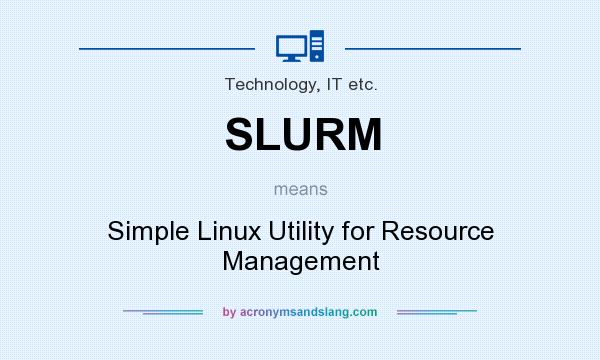 Technology, IT etc.
SLURM
means
Simple Linux Utility for Resource
Management
by acronymsandslang.com